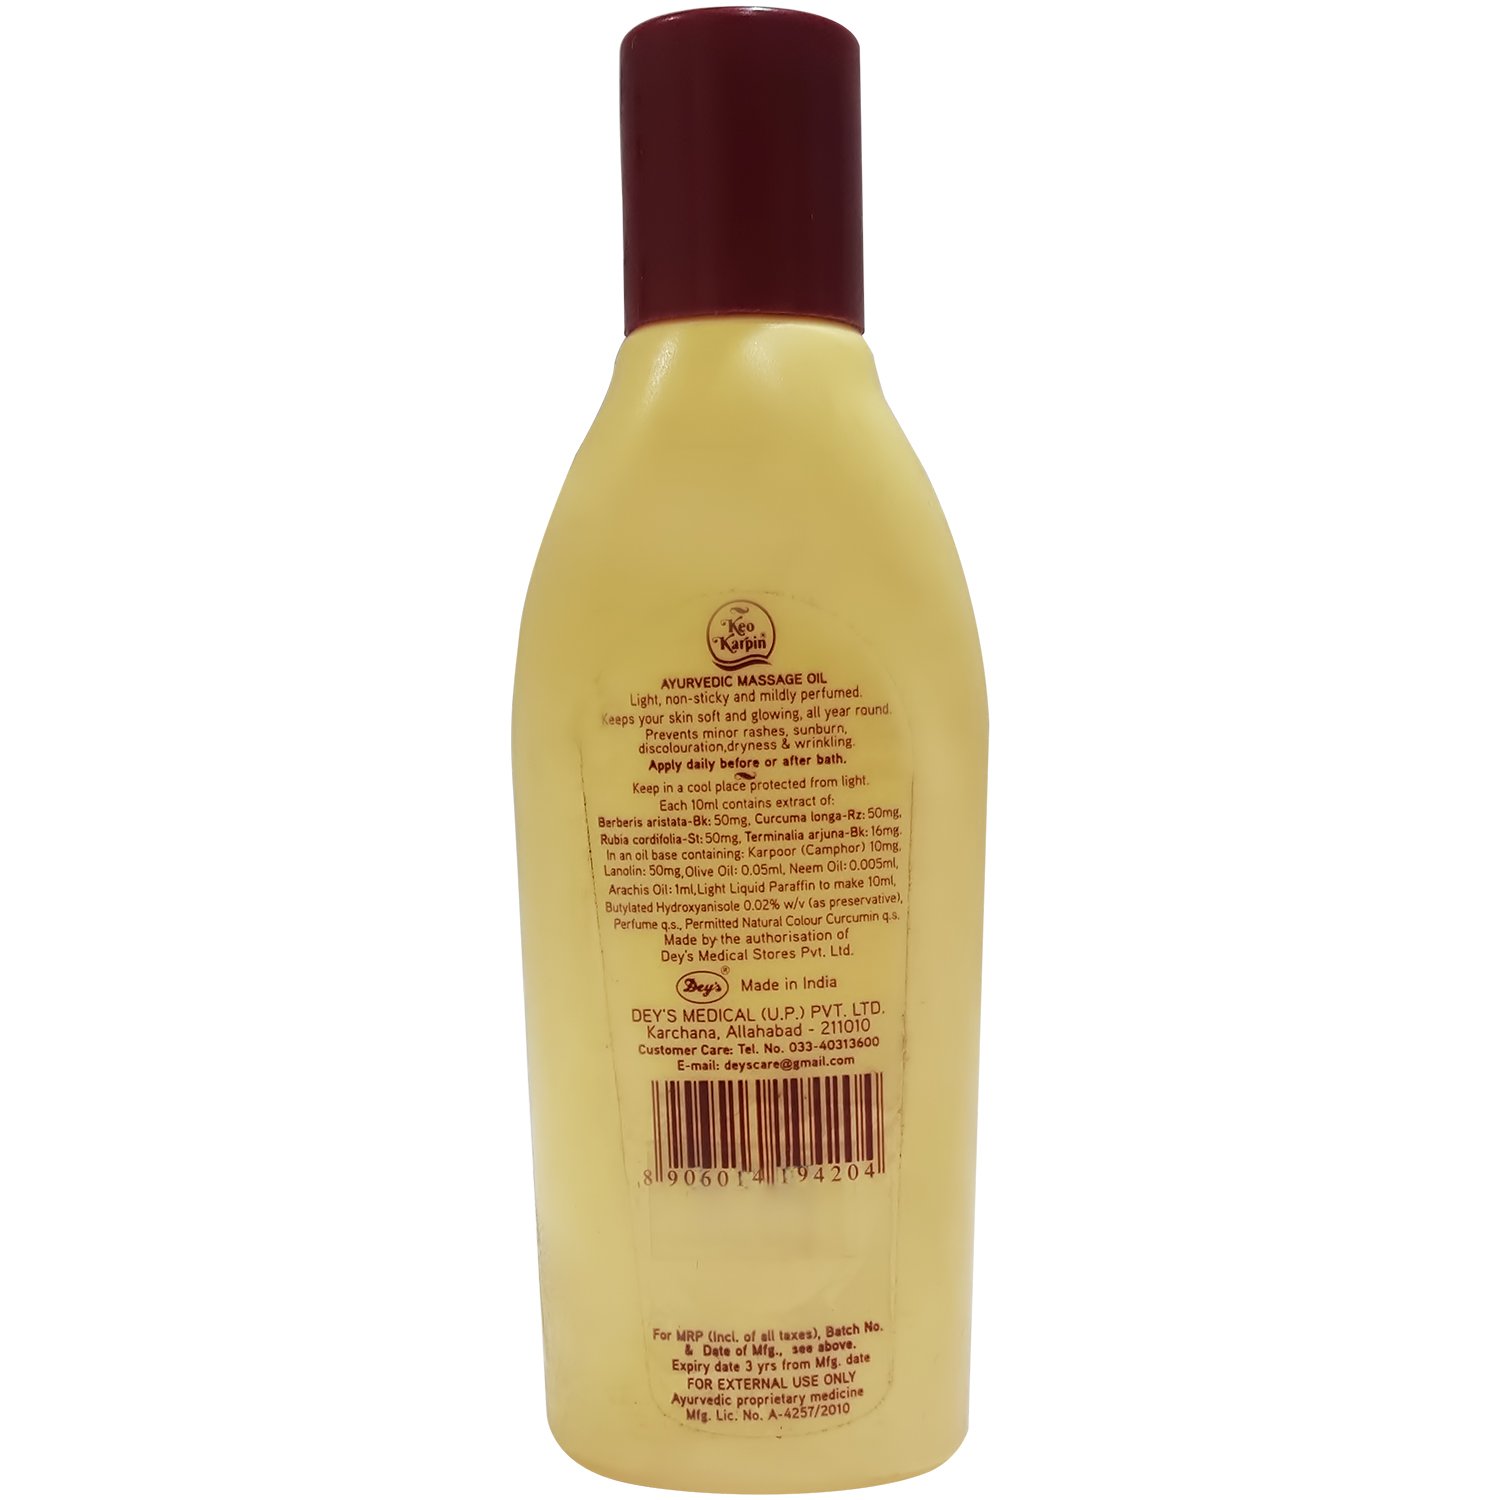 Keo
Karpin®
AYURVEDIC MASSAGE OIL
Light, non-sticky and mildly perfumed.
Keeps your skin soft and glowing, all year round.
Prevents minor rashes, sunburn,
discolouration,dryness & wrinkling.
Apply daily before or after bath.
Keep in a cool place protected from light.
Each 10ml contains extract of:
Berberis aristata-Bk: 50mg, Curcuma longa-Rz: 50mg,
Rubia cordifolia-St: 50mg, Terminalia arjuna-Bk: 16mg.
In an oil base containing: Karpoor (Camphor) 10mg,
Lanolin: 50mg,Olive Oil: 0.05ml, Neem Oil: 0.005ml,
Arachis Oil: 1ml,Light Liquid Paraffin to make 10ml,
Butylated Hydroxyanisole 0.02% w/v (as preservative),
Perfume q.s., Permitted Natural Colour Curcumin q.s.
Made by the authorisation of
Dey's Medical Stores Pvt. Ltd.
Dey's® Made in India
DEY'S MEDICAL (U.P.) PVT. LTD.
Karchana, Allahabad - 211010
Customer Care: Tel. No. 033-40313600
E-mail: deyscare@gmail.com
8 906014 194204
For MRP (Incl. of all taxes), Batch No.
& Date of Mfg., see above.
Expiry date 3 yrs from Mfg. date
FOR EXTERNAL USE ONLY
Ayurvedic proprietary medicine
Mfg. Lic. No. A-4257/2010